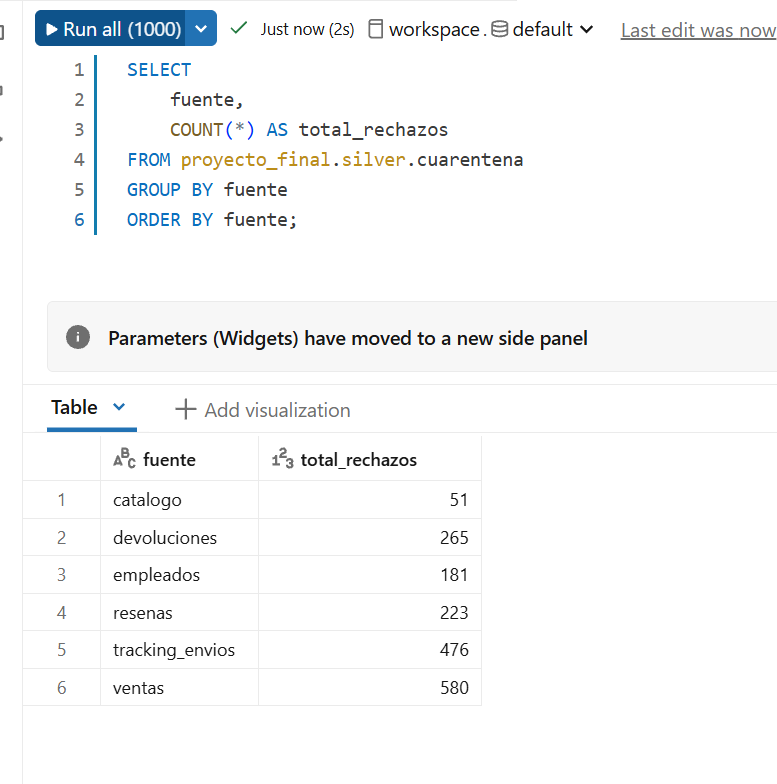 Run all (1000) Just now (2s) workspace . default Last edit was now
1 SELECT
2 fuente,
3 COUNT(*) AS total_rechazos
4 FROM proyecto_final.silver.cuarentena
5 GROUP BY fuente
6 ORDER BY fuente;
Parameters (Widgets) have moved to a new side panel
Table Add visualization
ABC fuente 123 total_rechazos
1 catalogo 51
2 devoluciones 265
3 empleados 181
4 resenas 223
5 tracking_envios 476
6 ventas 580